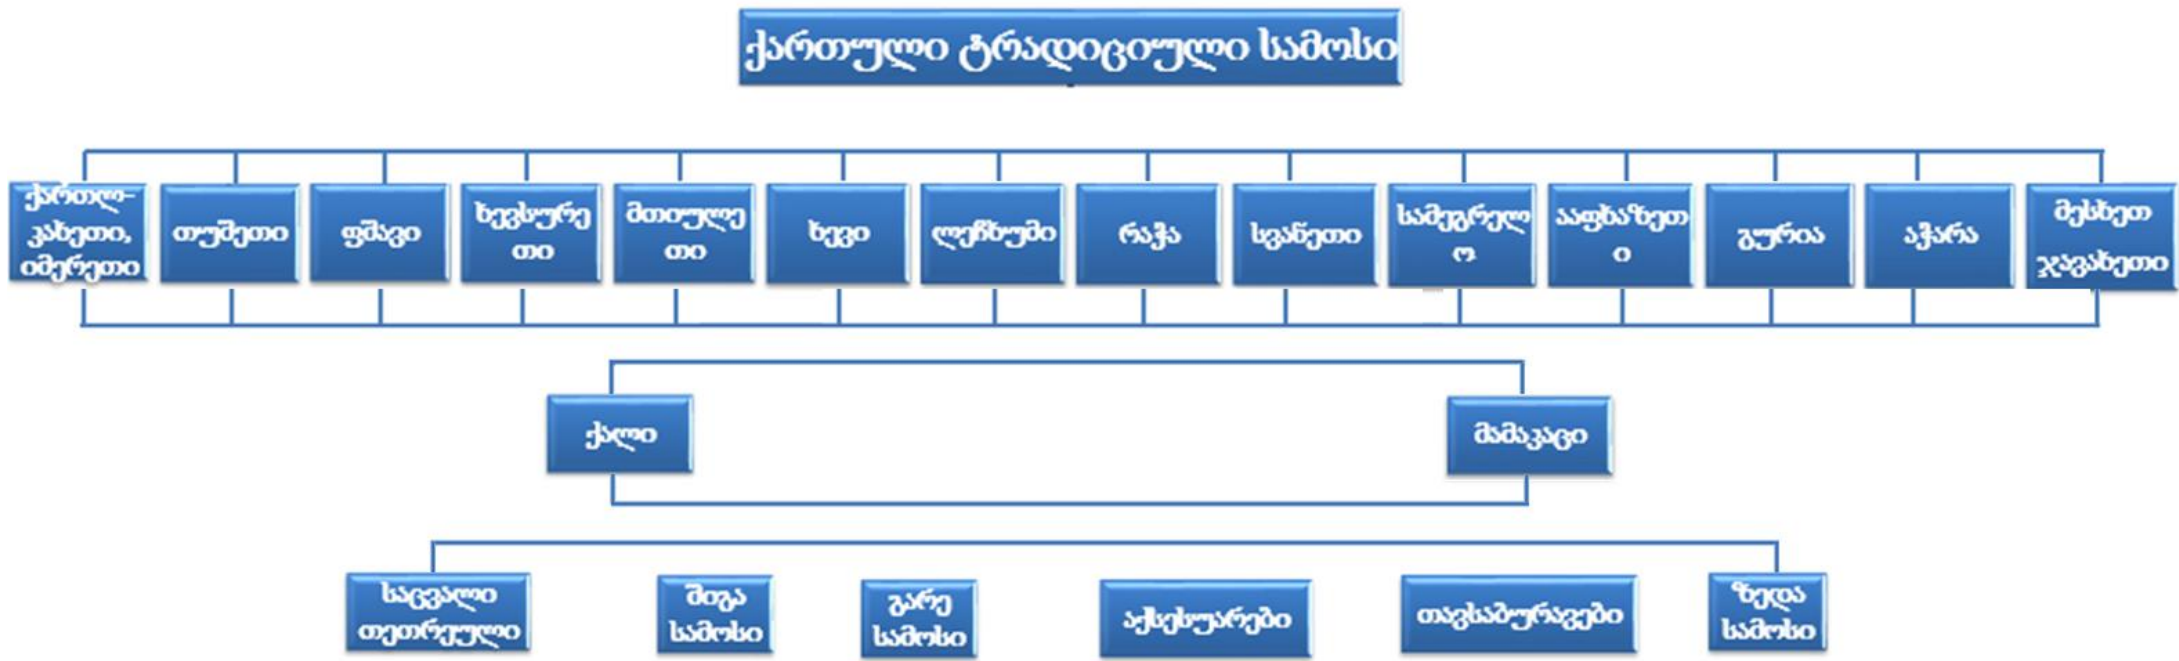 ქართული ტრადიციული სამოსი
ქართლ-
კახეთი,
იმერეთი
თუშეთი
ფშავი
ხევსურე
თი
მთიულე
თი
ხევი
ლეჩხუმი
რაჭა
სვანეთი
სამეგრელ
ო
ააფხაზეთ
ი
გურია
აჭარა
მესხეთ
ჯავახეთი
ქალი
მამაკაცი
საცვალი
თეთრეული
შიგა
სამოსი
გარე
სამოსი
აქსესუარები
თავსაბურავები
ზედა
სამოსი